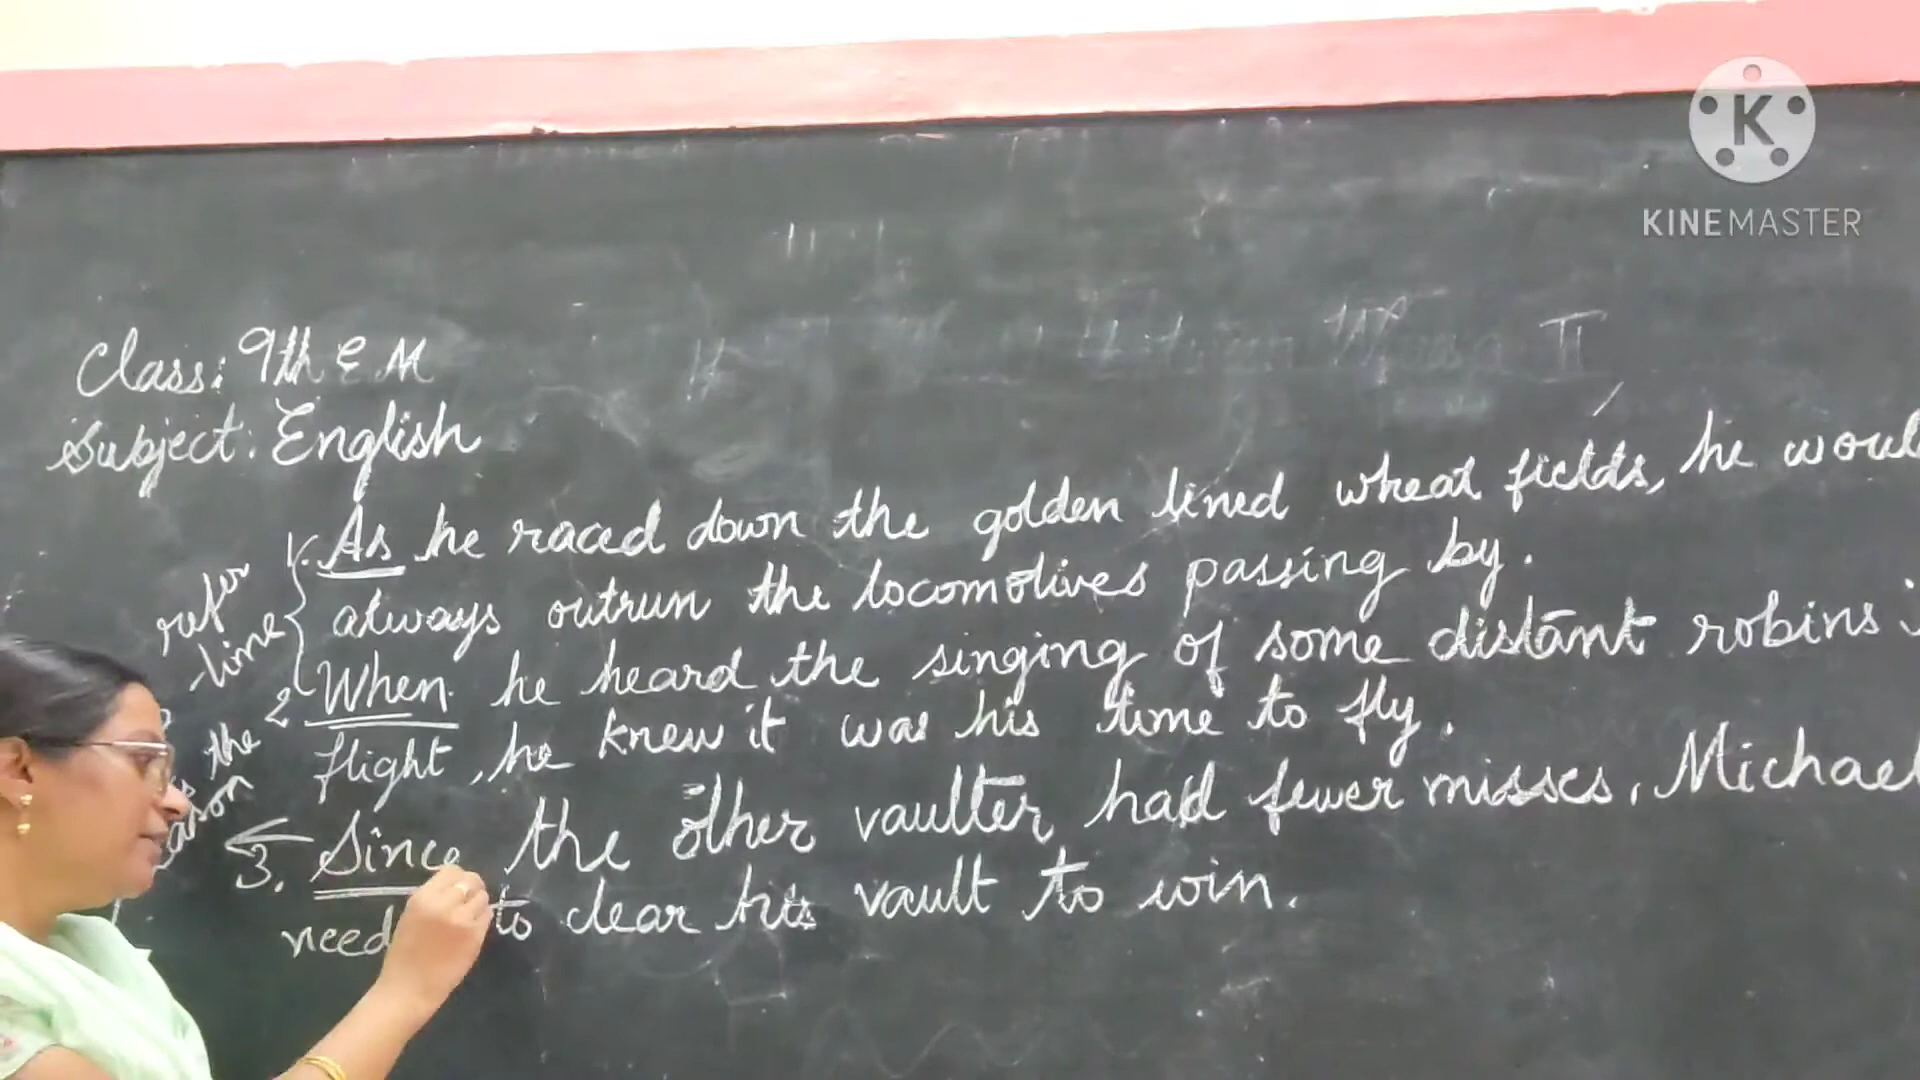 KINEMASTER
Class: 9th E M
Subject: English
refer
time
1. As he raced down the golden lined wheat fields, he woul
always outrun the locomotives passing by.
2 When he heard the singing of some distant robins i
flight, he knew it was his time to fly.
the
3. Since the other vaulter had fewer misses, Michael
need to clear his vault to win.